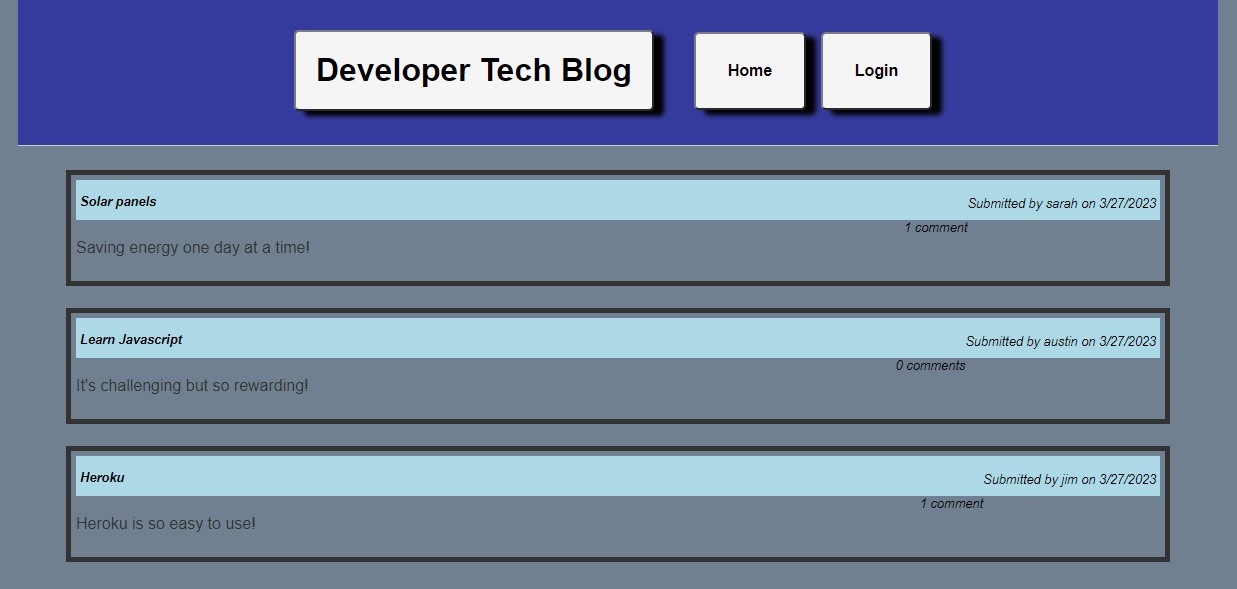 Developer Tech Blog
Home
Login
Solar panels
Submitted by sarah on 3/27/2023
1 comment
Saving energy one day at a time!
Learn Javascript
Submitted by austin on 3/27/2023
0 comments
It's challenging but so rewarding!
Heroku
Submitted by jim on 3/27/2023
1 comment
Heroku is so easy to use!